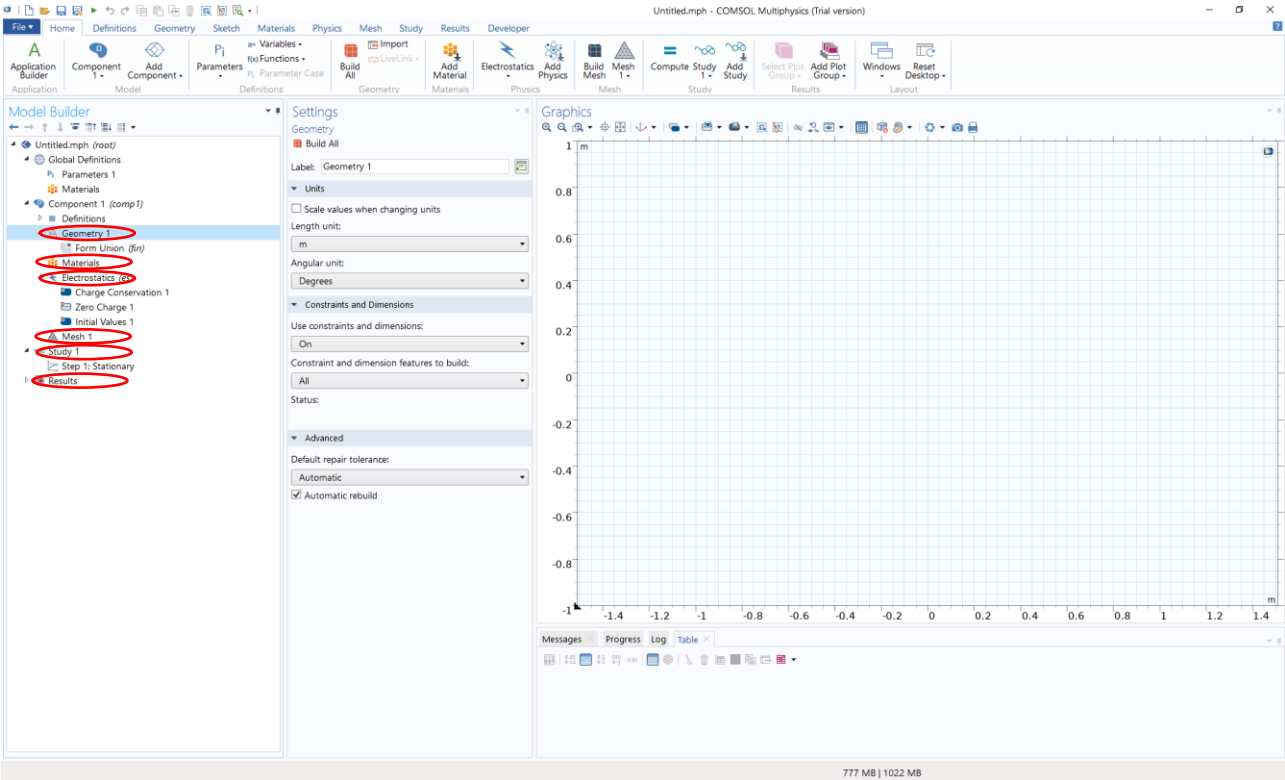 Untitled.mph - COMSOL Multiphysics (Trial version)
File Home Definitions Geometry Sketch Materials Physics Mesh Study Results Developer
Application Builder
Component 1
Add Component
Parameters
a= Variables
f(x) Functions
Pi Parameter Case
Build All
Import
LiveLink
Add Material
Electrostatics
Add Physics
Build Mesh
Mesh 1
Compute
Study 1
Add Study
Select Plot Group
Add Plot Group
Windows
Reset Desktop
Application Model Definitions Geometry Materials Physics Mesh Study Results Layout
Model Builder
Untitled.mph (root)
Global Definitions
Pi Parameters 1
Materials
Component 1 (comp1)
Definitions
Geometry 1
Form Union (fin)
Materials
Electrostatics (es
Charge Conservation 1
Zero Charge 1
Initial Values 1
Mesh 1
Study 1
Step 1: Stationary
Results
Settings
Geometry
Build All
Label: Geometry 1
Units
Scale values when changing units
Length unit:
m
Angular unit:
Degrees
Constraints and Dimensions
Use constraints and dimensions:
On
Constraint and dimension features to build:
All
Status:
Advanced
Default repair tolerance:
Automatic
Automatic rebuild
Graphics
1 m
0.8
0.6
0.4
0.2
0
-0.2
-0.4
-0.6
-0.8
-1
m
-1.4 -1.2 -1 -0.8 -0.6 -0.4 -0.2 0 0.2 0.4 0.6 0.8 1 1.2 1.4
Messages Progress Log Table
777 MB | 1022 MB